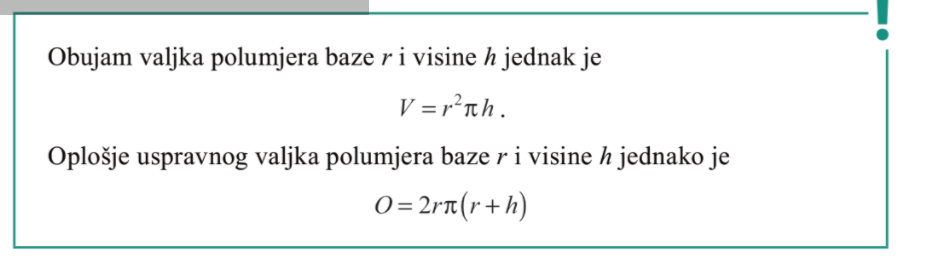 Obujam valjka polumjera baze r i visine h jednak je
V = r²πh .
Oplošje uspravnog valjka polumjera baze r i visine h jednako je
O = 2rπ(r + h)
!